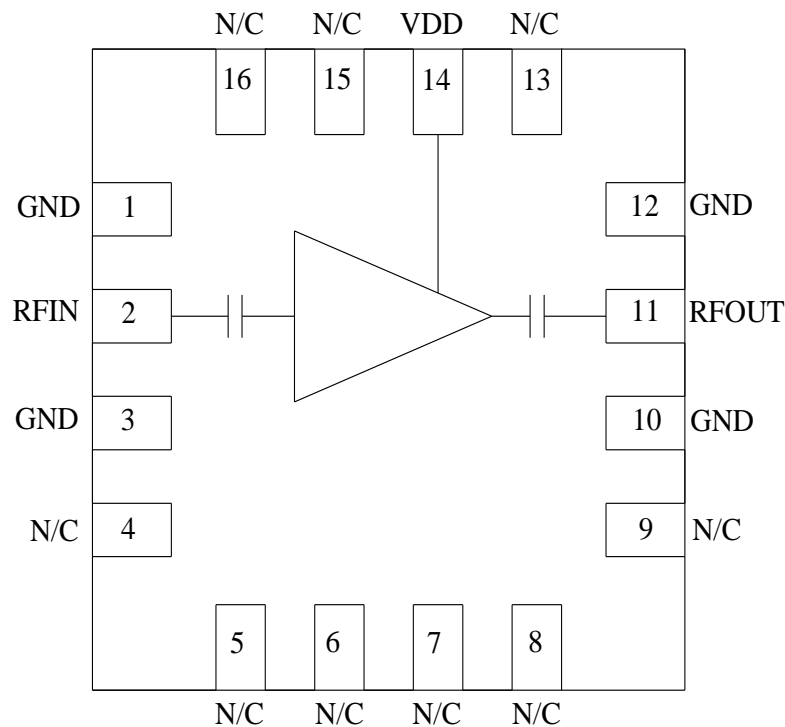 N/C N/C VDD N/C
16 15 14 13
GND 1 12 GND
RFIN 2 11 RFOUT
GND 3 10 GND
N/C 4 9 N/C
5 6 7 8
N/C N/C N/C N/C